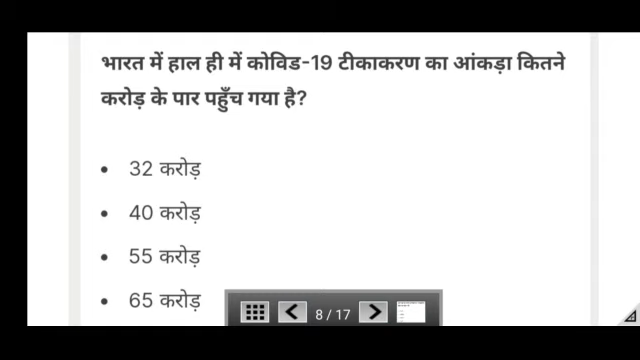 भारत में हाल ही में कोविड-19 टीकाकरण का आंकड़ा कितने
करोड़ के पार पहुँच गया है?
• 32 करोड़
• 40 करोड़
• 55 करोड़
• 65 करोड़
8 / 17